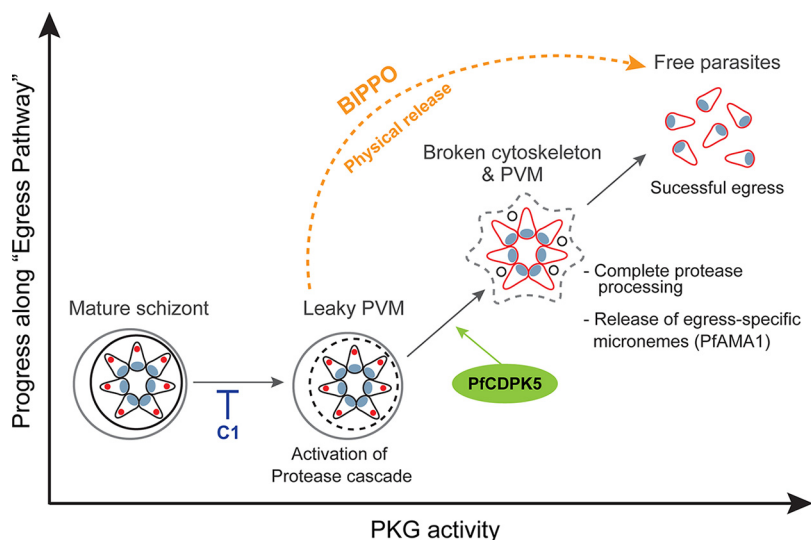 Progress along “Egress Pathway”
BIPPO
Physical release
Free parasites
Sucessful egress
Broken cytoskeleton
& PVM
- Complete protease
processing
- Release of egress-specific
micronemes (PfAMA1)
Mature schizont
Leaky PVM
C1
PfCDPK5
Activation of
Protease cascade
PKG activity